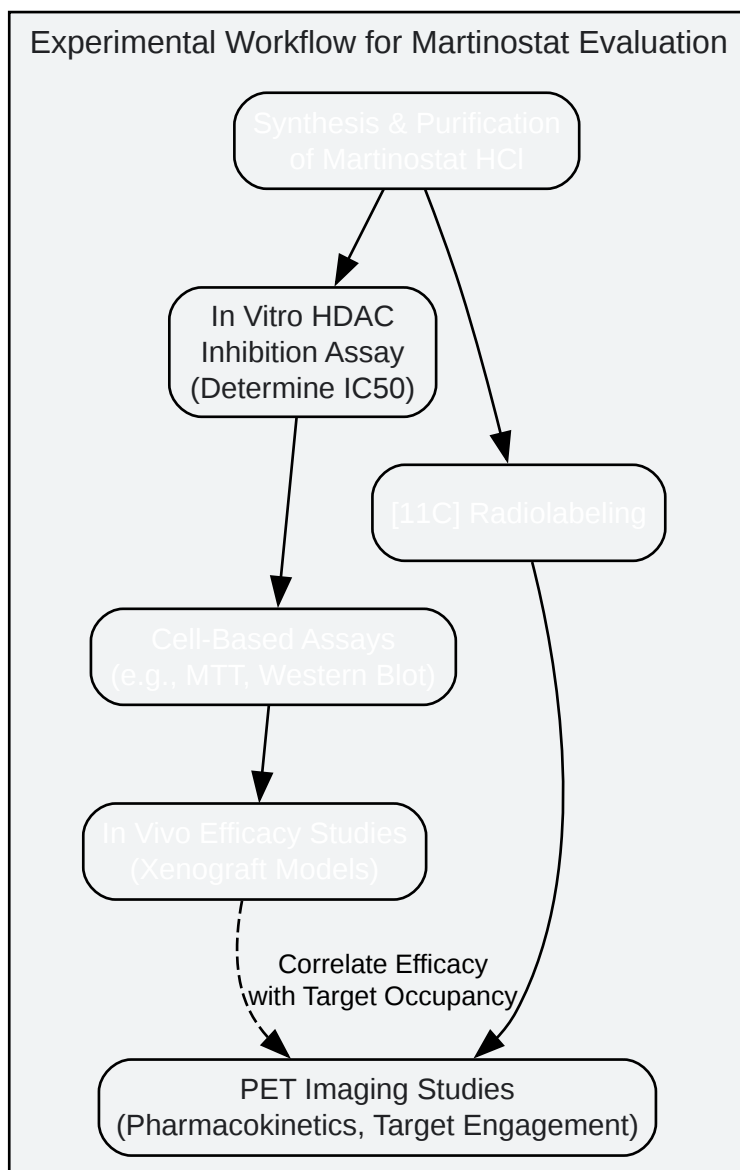 Experimental Workflow for Martinostat Evaluation
Synthesis & Purification
of Martinostat HCl
In Vitro HDAC
Inhibition Assay
(Determine IC50)
[11C] Radiolabeling
Cell-Based Assays
(e.g., MTT, Western Blot)
In Vivo Efficacy Studies
(Xenograft Models)
Correlate Efficacy
with Target Occupancy
PET Imaging Studies
(Pharmacokinetics, Target Engagement)